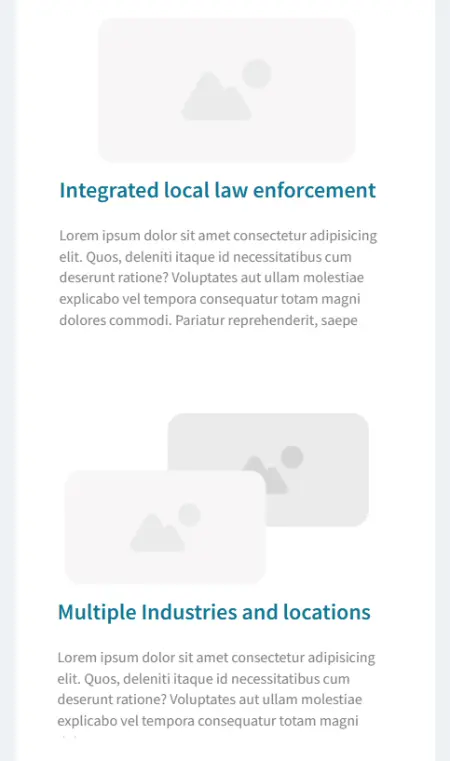 Integrated local law enforcement
Lorem ipsum dolor sit amet consectetur adipisicing
elit. Quos, deleniti itaque id necessitatibus cum
deserunt ratione? Voluptates aut ullam molestiae
explicabo vel tempora consequatur totam magni
dolores commodi. Pariatur reprehenderit, saepe
Multiple Industries and locations
Lorem ipsum dolor sit amet consectetur adipisicing
elit. Quos, deleniti itaque id necessitatibus cum
deserunt ratione? Voluptates aut ullam molestiae
explicabo vel tempora consequatur totam magni